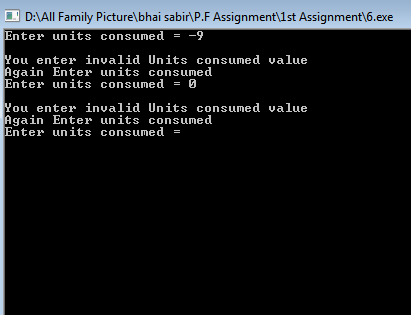 D:\All Family Picture\bhai sabir\P.F Assignment\1st Assignment\6.exe
Enter units consumed = -9
You enter invalid Units consumed value
Again Enter units consumed
Enter units consumed = 0
You enter invalid Units consumed value
Again Enter units consumed
Enter units consumed =